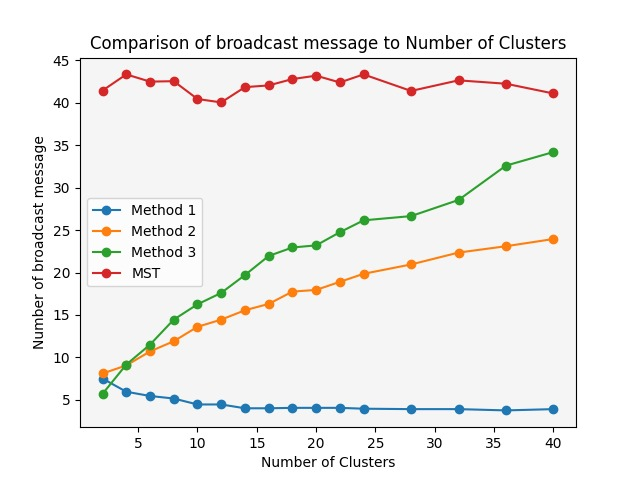 Comparison of broadcast message to Number of Clusters
45
40
35
30
25
20
15
10
5
Number of broadcast message
Method 1
Method 2
Method 3
MST
5 10 15 20 25 30 35 40
Number of Clusters